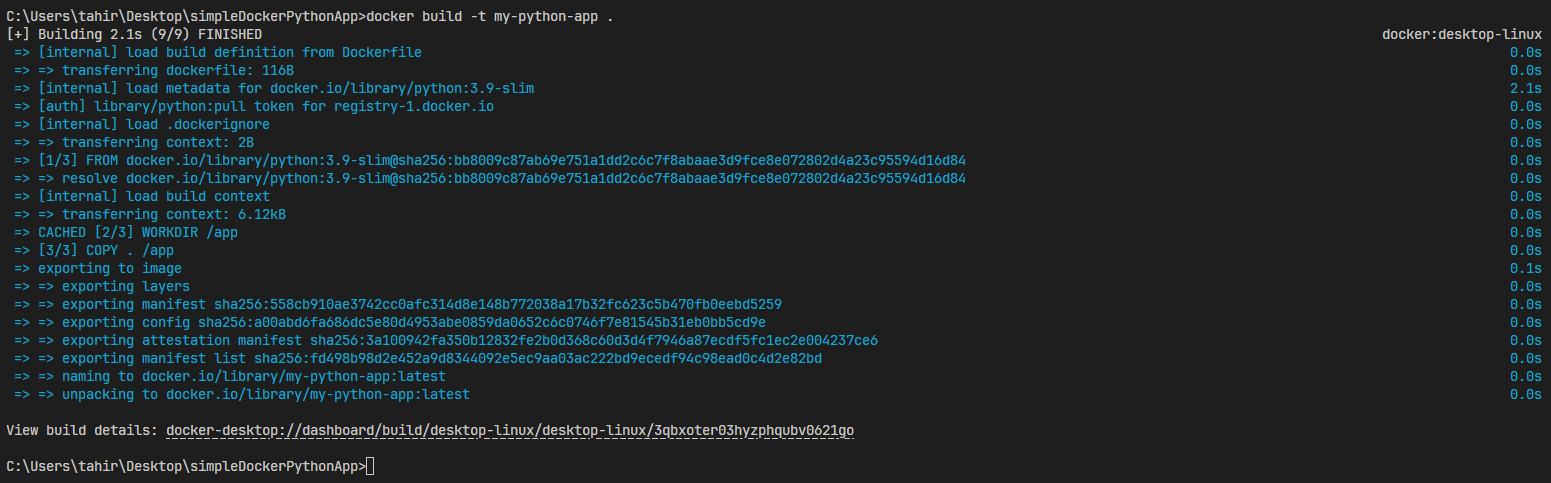 C:\Users\tahir\Desktop\simpleDockerPythonApp>docker build -t my-python-app .
[+] Building 2.1s (9/9) FINISHED docker:desktop-linux
=> [internal] load build definition from Dockerfile 0.0s
=> => transferring dockerfile: 116B 0.0s
=> [internal] load metadata for docker.io/library/python:3.9-slim 2.1s
=> [auth] library/python:pull token for registry-1.docker.io 0.0s
=> [internal] load .dockerignore 0.0s
=> => transferring context: 2B 0.0s
=> [1/3] FROM docker.io/library/python:3.9-slim@sha256:bb8009c87ab69e751a1dd2c6c7f8abaae3d9fce8e072802d4a23c95594d16d84 0.0s
=> => resolve docker.io/library/python:3.9-slim@sha256:bb8009c87ab69e751a1dd2c6c7f8abaae3d9fce8e072802d4a23c95594d16d84 0.0s
=> [internal] load build context 0.0s
=> => transferring context: 6.12kB 0.0s
=> CACHED [2/3] WORKDIR /app 0.0s
=> [3/3] COPY . /app 0.0s
=> exporting to image 0.1s
=> => exporting layers 0.0s
=> => exporting manifest sha256:558cb910ae3742cc0afc314d8e148b772038a17b32fc623c5b470fb0eebd5259 0.0s
=> => exporting config sha256:a00abd6fa686dc5e80d4953abe0859da0652c6c0746f7e81545b31eb0bb5cd9e 0.0s
=> => exporting attestation manifest sha256:3a100942fa350b12832fe2b0d368c60d3d4f7946a87ecdf5fc1ec2e004237ce6 0.0s
=> => exporting manifest list sha256:fd498b98d2e452a9d8344092e5ec9aa03ac222bd9ecedf94c98ead0c4d2e82bd 0.0s
=> => naming to docker.io/library/my-python-app:latest 0.0s
=> => unpacking to docker.io/library/my-python-app:latest 0.0s
View build details: docker-desktop://dashboard/build/desktop-linux/desktop-linux/3qbxoter03hyzphqubv0621go
C:\Users\tahir\Desktop\simpleDockerPythonApp>